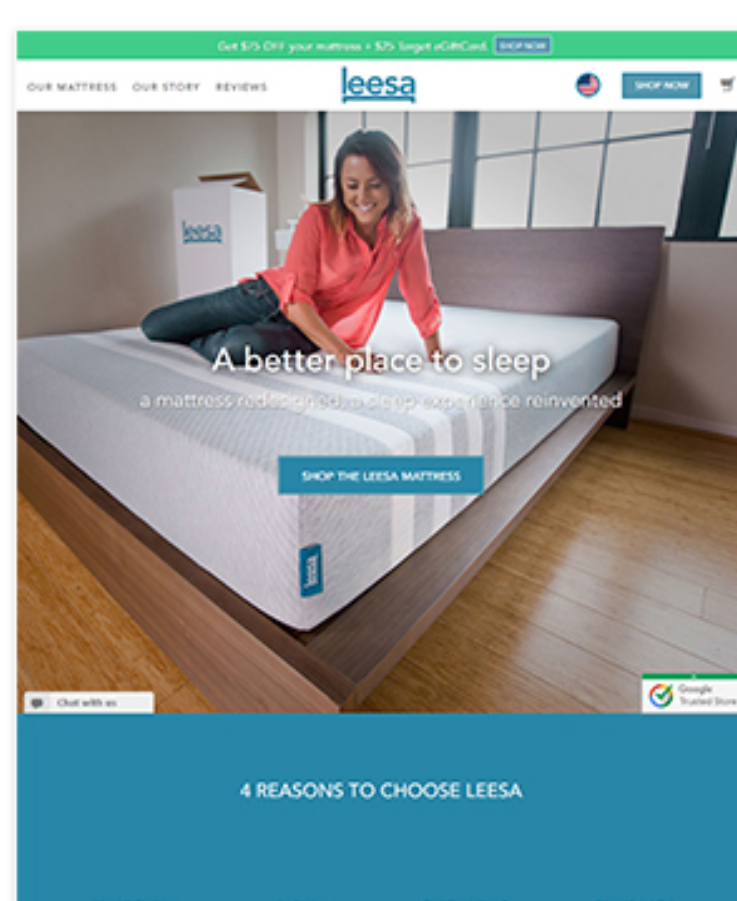 Get $75 OFF your mattress + $25 Target eGiftCard. SHOP NOW
OUR MATTRESS OUR STORY REVIEWS leesa SHOP NOW
leesa
A better place to sleep
a mattress redesigned, a sleep experience reinvented
SHOP THE LEESA MATTRESS
leesa
Chat with us
Google
Trusted Store
4 REASONS TO CHOOSE LEESA